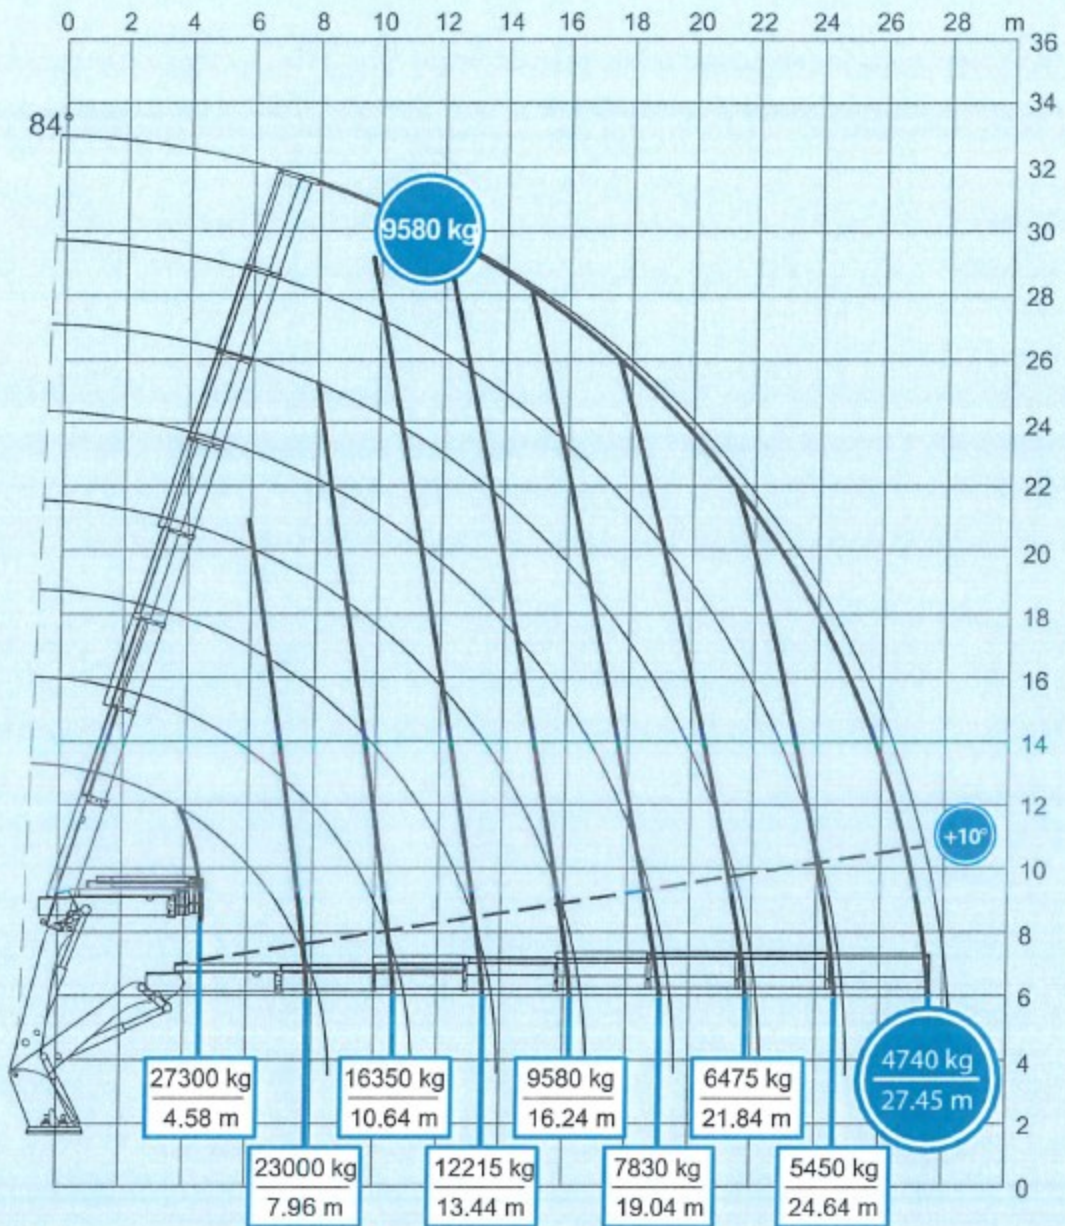 0 2 4 6 8 10 12 14 16 18 20 22 24 26 28 m
36
34
84°
32
9580 kg
30
28
26
24
22
20
18
16
14
12
+10°
10
8
6
27300 kg
4.58 m
16350 kg
10.64 m
9580 kg
16.24 m
6475 kg
21.84 m
4740 kg
27.45 m
4
2
23000 kg
7.96 m
12215 kg
13.44 m
7830 kg
19.04 m
5450 kg
24.64 m
0